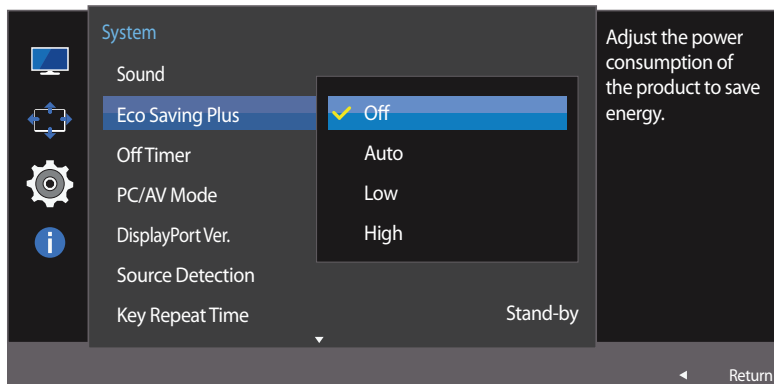 System
Sound
Eco Saving Plus
Off
Off Timer
Auto
PC/AV Mode
Low
DisplayPort Ver.
High
Source Detection
Key Repeat Time
Stand-by
Adjust the power
consumption of
the product to save
energy.
Return